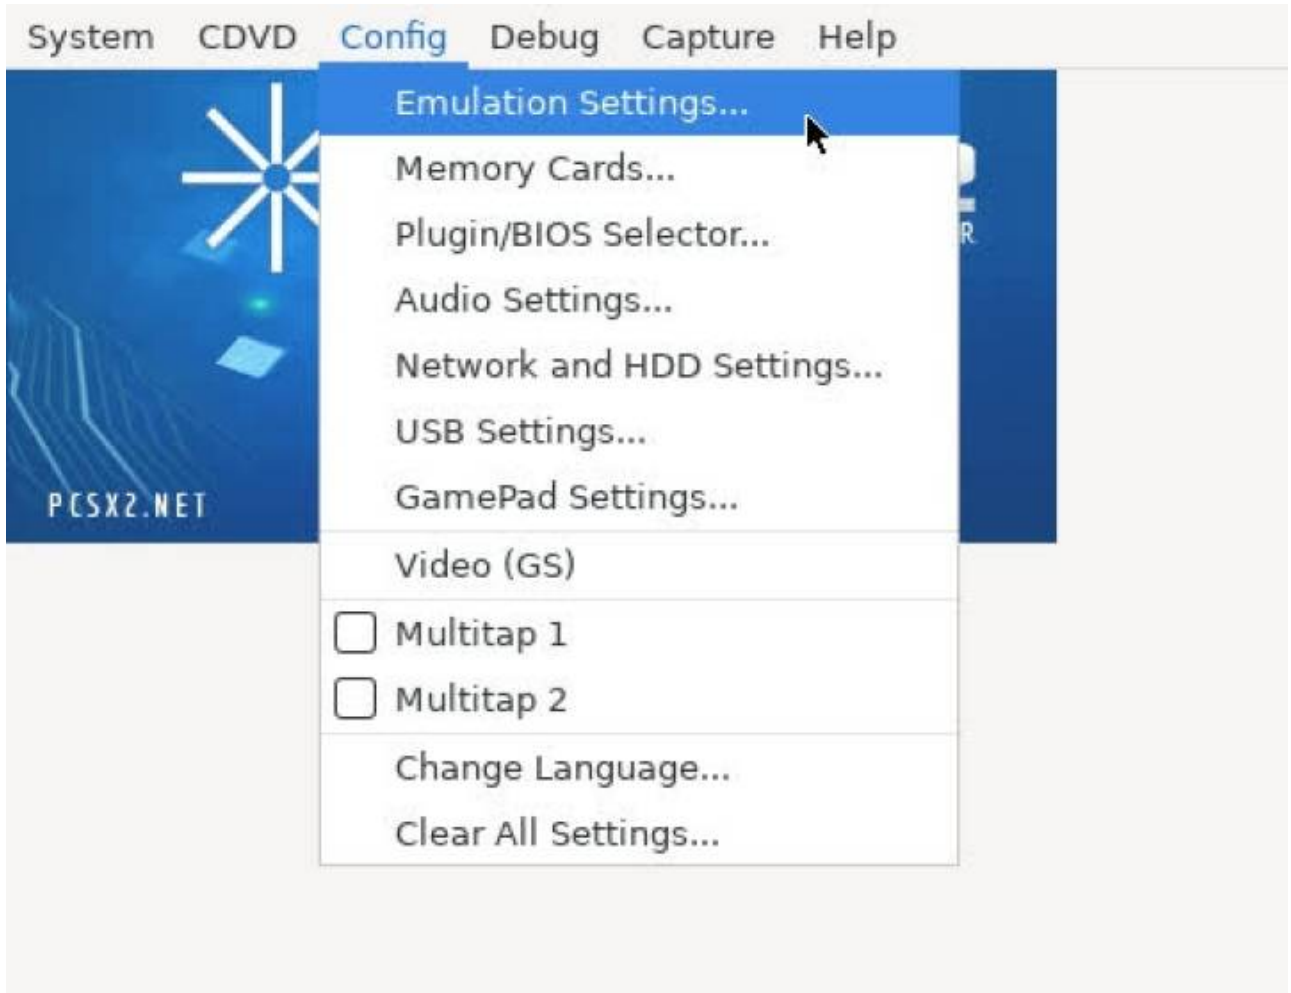 System CDVD Config Debug Capture Help
Emulation Settings...
Memory Cards...
Plugin/BIOS Selector...
Audio Settings...
Network and HDD Settings...
USB Settings...
GamePad Settings...
PCSX2.NET
Video (GS)
Multitap 1
Multitap 2
Change Language...
Clear All Settings...